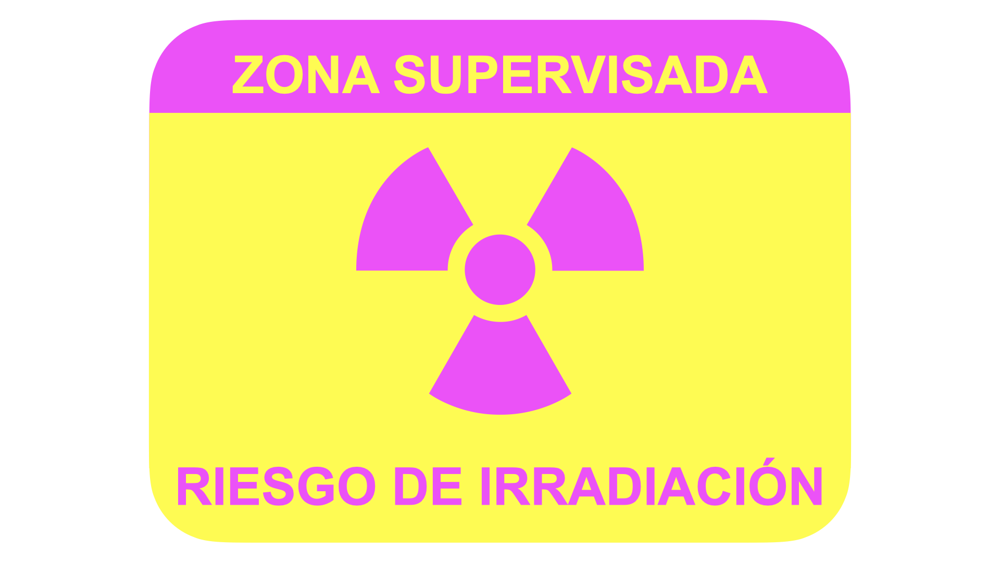 ZONA SUPERVISADA
RIESGO DE IRRADIACIÓN